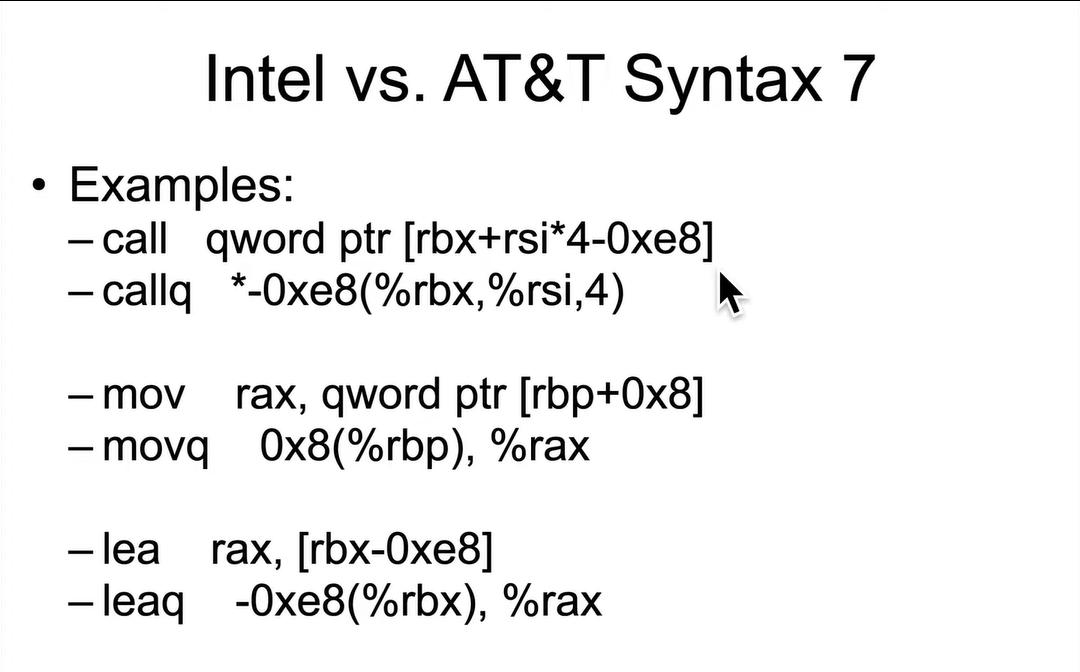 Intel vs. AT&T Syntax 7
• Examples:
– call qword ptr [rbx+rsi*4-0xe8]
– callq *-0xe8(%rbx,%rsi,4)
– mov rax, qword ptr [rbp+0x8]
– movq 0x8(%rbp), %rax
– lea rax, [rbx-0xe8]
– leaq -0xe8(%rbx), %rax